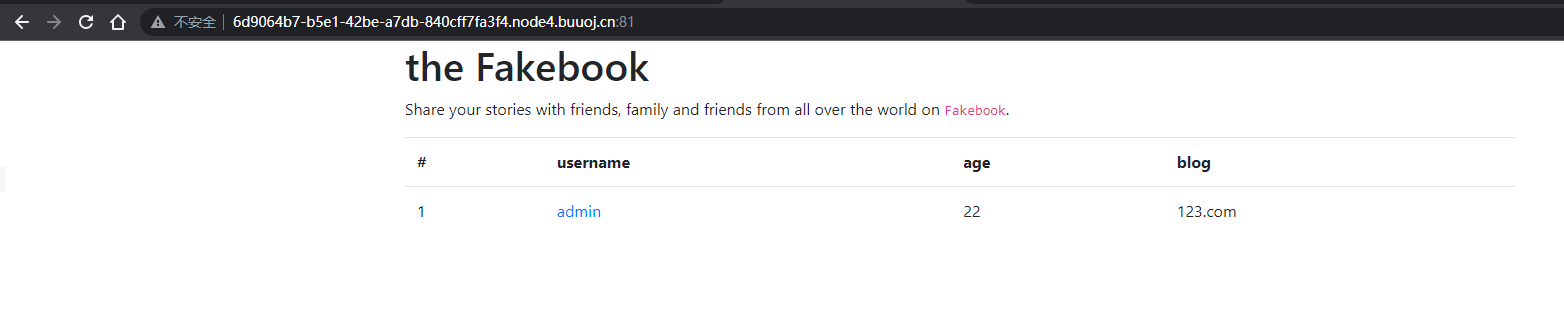 不安全 6d9064b7-b5e1-42be-a7db-840cff7fa3f4.node4.buuoj.cn:81
the Fakebook
Share your stories with friends, family and friends from all over the world on Fakebook.
# username age blog
1 admin 22 123.com